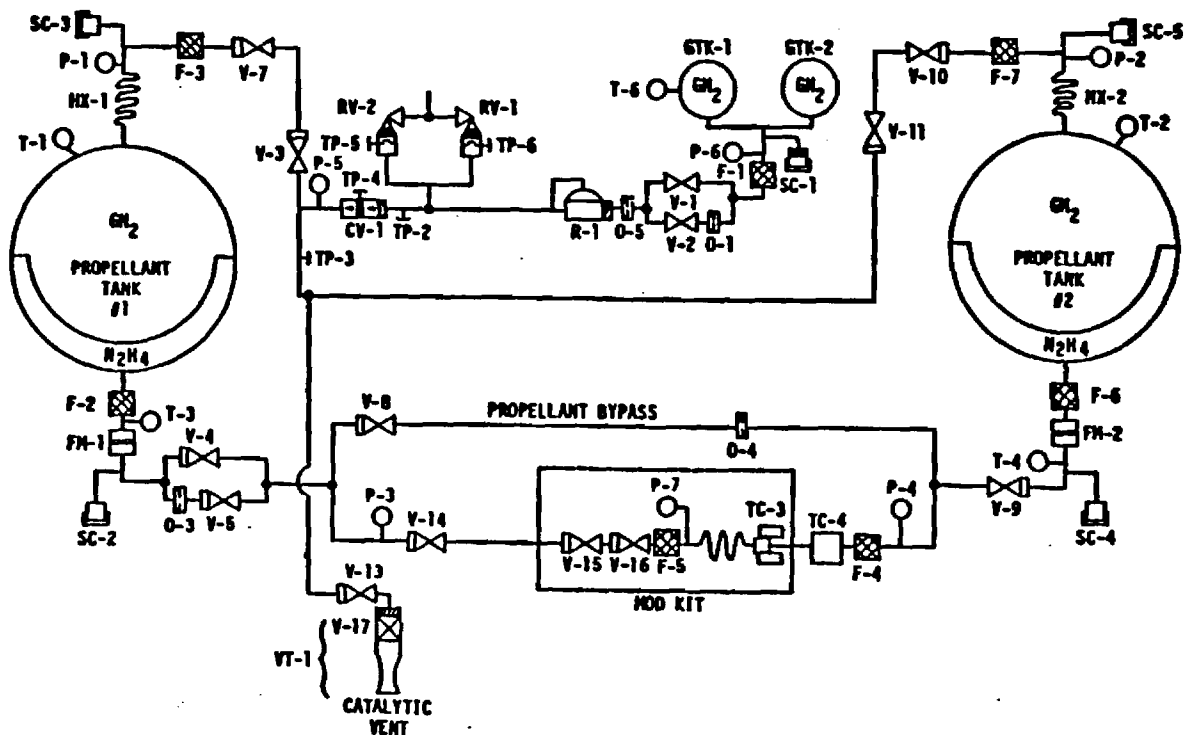 SC-3
P-1
F-3
V-7
HX-1
T-1
V-3
P-5
RV-2
RV-1
TP-5
TP-6
TP-4
CV-1
TP-2
TP-3
GTK-1
GTK-2
T-6
GN2
GN2
P-6
F-1
SC-1
V-1
R-1
O-5
V-2
O-1
V-10
F-7
SC-5
P-2
HX-2
V-11
T-2
GN2
PROPELLANT
TANK
#1
N2H4
GN2
PROPELLANT
TANK
#2
N2H4
F-2
T-3
FM-1
V-4
O-3
V-5
SC-2
V-8
PROPELLANT BYPASS
O-4
P-3
V-14
P-7
TC-3
TC-4
P-4
V-15
V-16
F-5
F-4
MOD KIT
F-6
FM-2
T-4
V-9
SC-4
V-13
V-17
VT-1
CATALYTIC
VENT